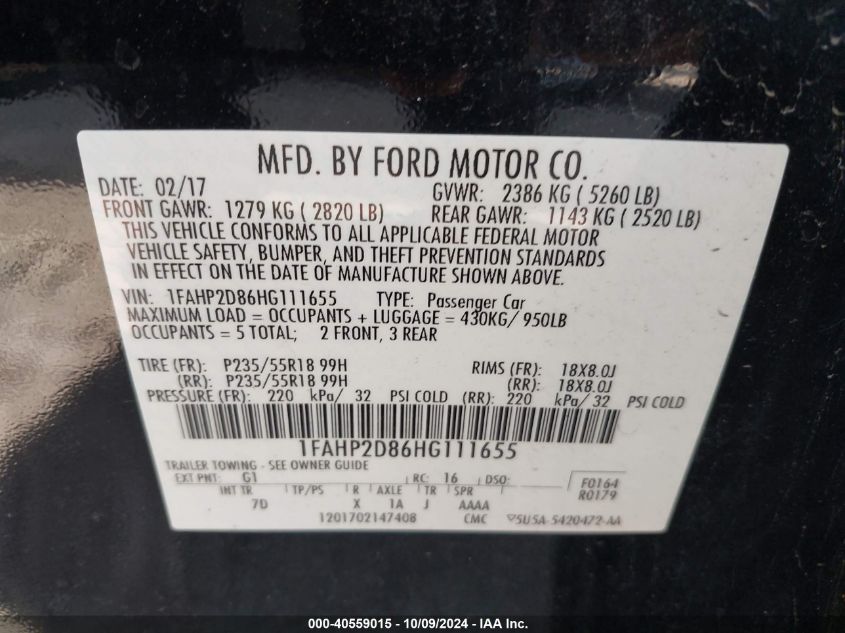 MFD. BY FORD MOTOR CO.
DATE: 02/17 GVWR: 2386 KG ( 5260 LB)
FRONT GAWR: 1279 KG ( 2820 LB) REAR GAWR: 1143 KG ( 2520 LB)
THIS VEHICLE CONFORMS TO ALL APPLICABLE FEDERAL MOTOR
VEHICLE SAFETY, BUMPER, AND THEFT PREVENTION STANDARDS
IN EFFECT ON THE DATE OF MANUFACTURE SHOWN ABOVE.
VIN: 1FAHP2D86HG111655 TYPE: Passenger Car
MAXIMUM LOAD = OCCUPANTS + LUGGAGE = 430KG/ 950LB
OCCUPANTS = 5 TOTAL; 2 FRONT, 3 REAR
TIRE (FR): P235/55R18 99H RIMS (FR): 18X8.0J
(RR): P235/55R18 99H (RR): 18X8.0J
PRESSURE (FR): 220 kPa/ 32 PSI COLD (RR): 220 kPa/ 32 PSI COLD
1FAHP2D86HG111655
TRAILER TOWING - SEE OWNER GUIDE
EXT PNT: G1 RC: 16 DSO: F0164
INT TR TP/PS R AXLE TR SPR R0179
7D X 1A J AAAA
1201702147408 CMC 5U5A-5420472-AA
000-40559015 - 10/09/2024 - IAA Inc.